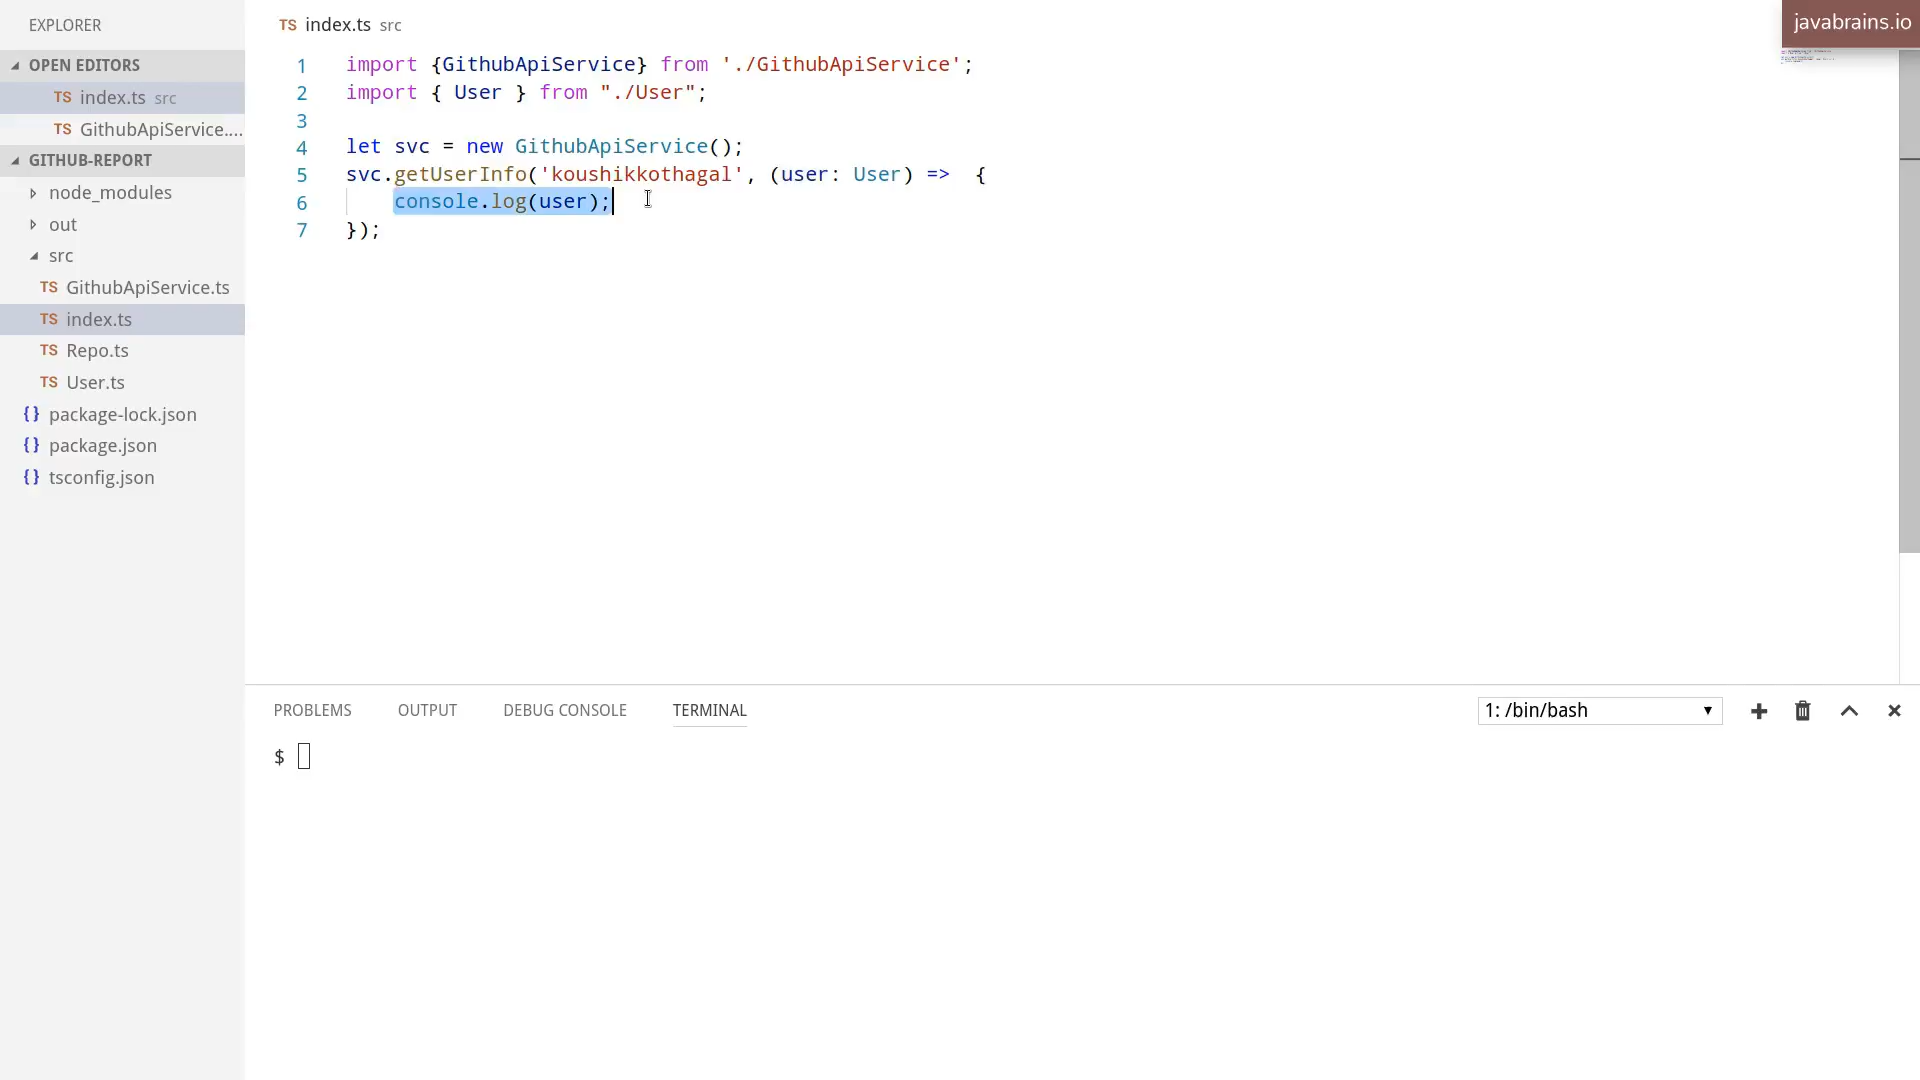 EXPLORER
OPEN EDITORS
TS index.ts src
TS GithubApiService....
GITHUB-REPORT
node_modules
out
src
TS GithubApiService.ts
TS index.ts
TS Repo.ts
TS User.ts
{} package-lock.json
{} package.json
{} tsconfig.json
TS index.ts src
javabrains.io
1 import {GithubApiService} from './GithubApiService';
2 import { User } from "./User";
3
4 let svc = new GithubApiService();
5 svc.getUserInfo('koushikkothagal', (user: User) =>  {
6     console.log(user);
7 });
PROBLEMS OUTPUT DEBUG CONSOLE TERMINAL 1: /bin/bash
$